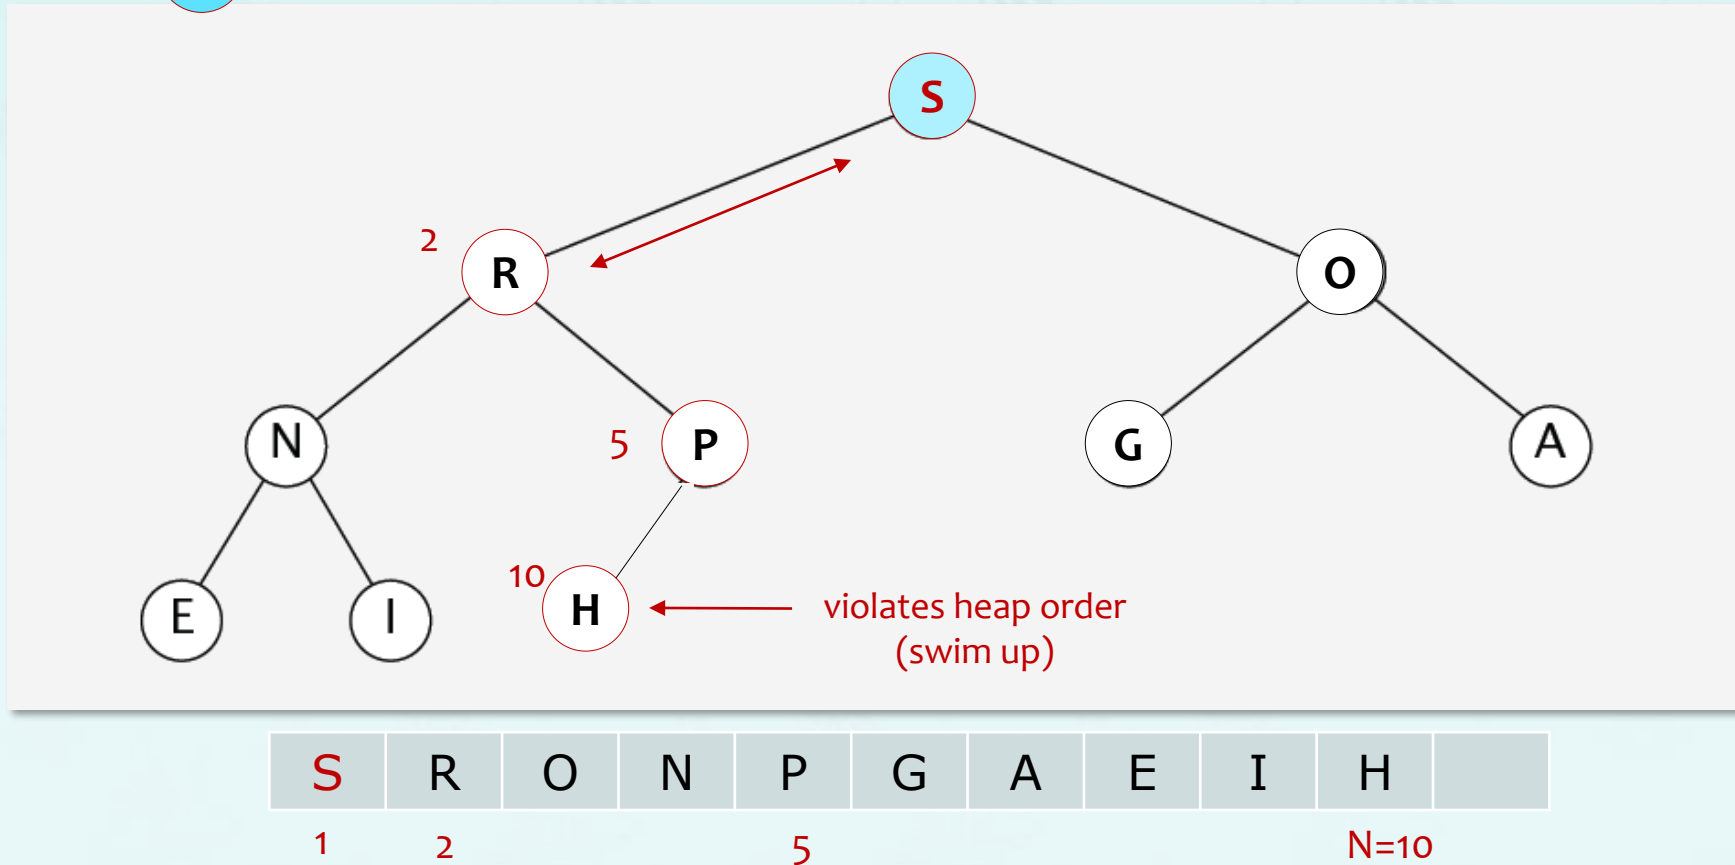 S
2
R
O
N
5
P
G
A
10
E
I
H
violates heap order
(swim up)
S R O N P G A E I H
1 2 5 N=10